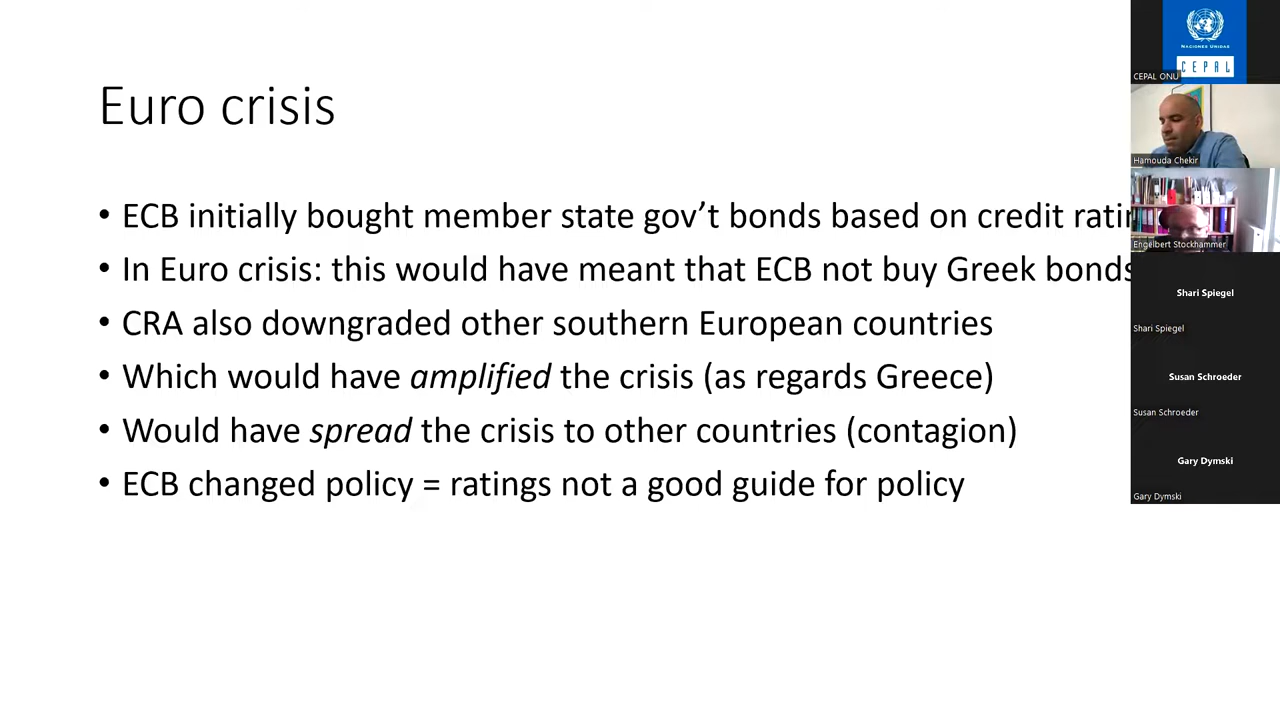 Euro crisis
• ECB initially bought member state gov't bonds based on credit
• In Euro crisis: this would have meant that ECB not buy Greek bonds
• CRA also downgraded other southern European countries
• Which would have amplified the crisis (as regards Greece)
• Would have spread the crisis to other countries (contagion)
• ECB changed policy = ratings not a good guide for policy
NACIONES UNIDAS
CEPAL
CEPAL ONU
Hamouda Chekir
Engelbert Stockhammer
Shari Spiegel
Shari Spiegel
Susan Schroeder
Susan Schroeder
Gary Dymski
Gary Dymski